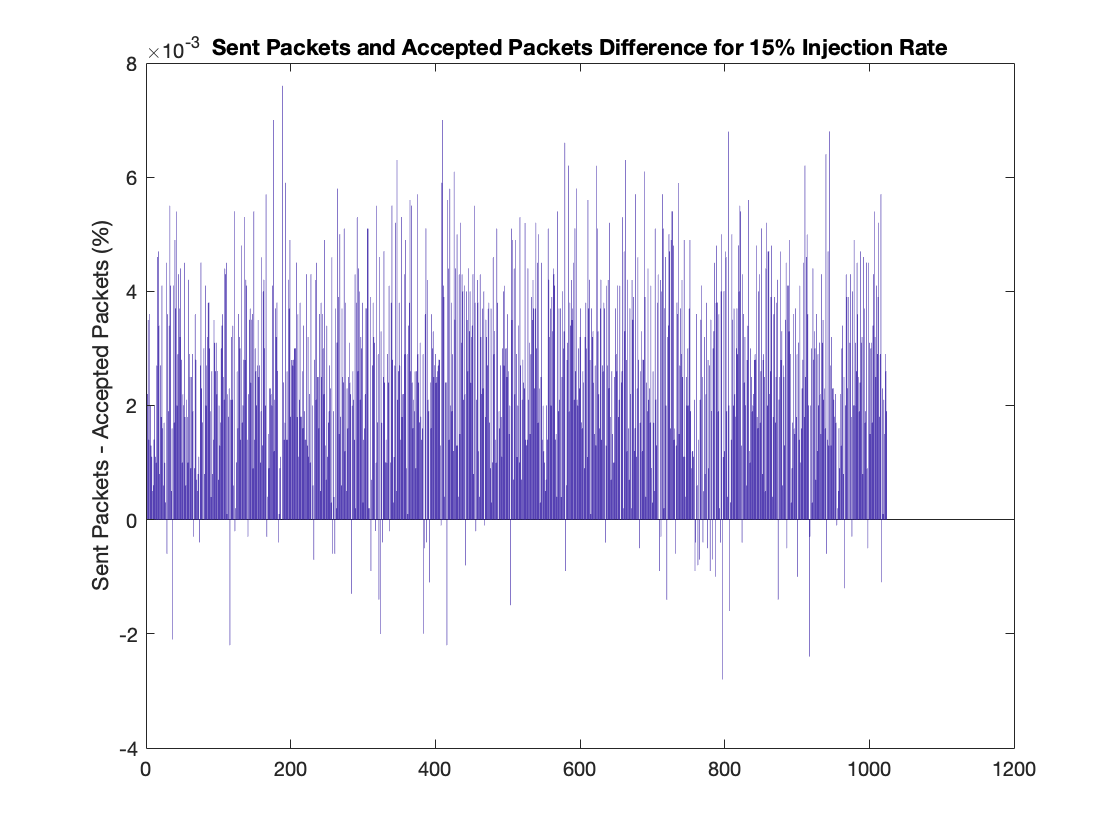 ×10-3 Sent Packets and Accepted Packets Difference for 15% Injection Rate
8
6
4
2
0
-2
-4
Sent Packets - Accepted Packets (%)
0 200 400 600 800 1000 1200